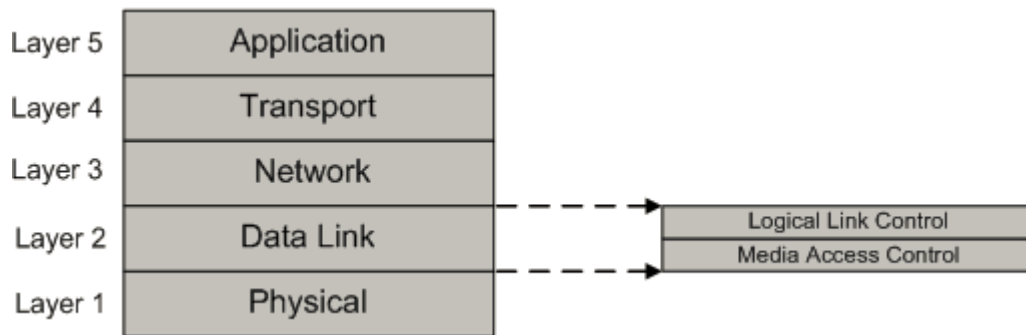 Layer 5 Application
Layer 4 Transport
Layer 3 Network
Layer 2 Data Link
Logical Link Control
Media Access Control
Layer 1 Physical